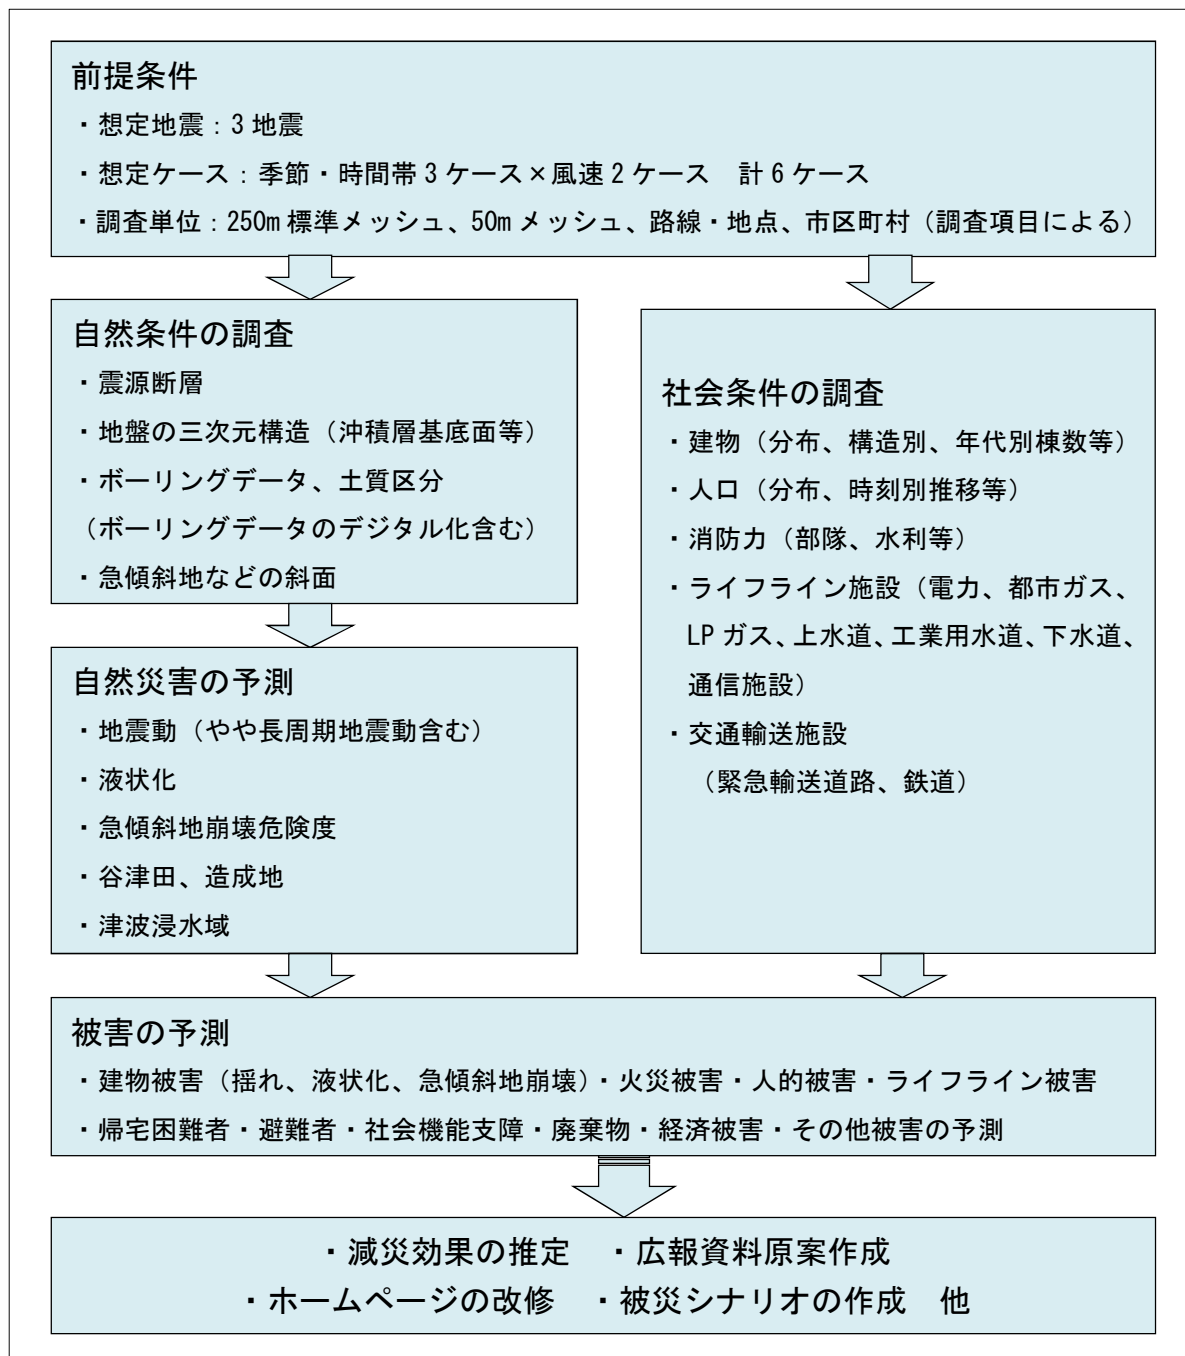 前提条件
・想定地震：3 地震
・想定ケース：季節・時間帯 3 ケース×風速 2 ケース　計 6 ケース
・調査単位：250m 標準メッシュ、50m メッシュ、路線・地点、市区町村（調査項目による）
自然条件の調査
・震源断層
・地盤の三次元構造（沖積層基底面等）
・ボーリングデータ、土質区分
（ボーリングデータのデジタル化含む）
・急傾斜地などの斜面
自然災害の予測
・地震動（やや長周期地震動含む）
・液状化
・急傾斜地崩壊危険度
・谷津田、造成地
・津波浸水域
社会条件の調査
・建物（分布、構造別、年代別棟数等）
・人口（分布、時刻別推移等）
・消防力（部隊、水利等）
・ライフライン施設（電力、都市ガス、
LP ガス、上水道、工業用水道、下水道、
通信施設）
・交通輸送施設
（緊急輸送道路、鉄道）
被害の予測
・建物被害（揺れ、液状化、急傾斜地崩壊）・火災被害・人的被害・ライフライン被害
・帰宅困難者・避難者・社会機能支障・廃棄物・経済被害・その他被害の予測
・減災効果の推定　・広報資料原案作成
・ホームページの改修　・被災シナリオの作成　他